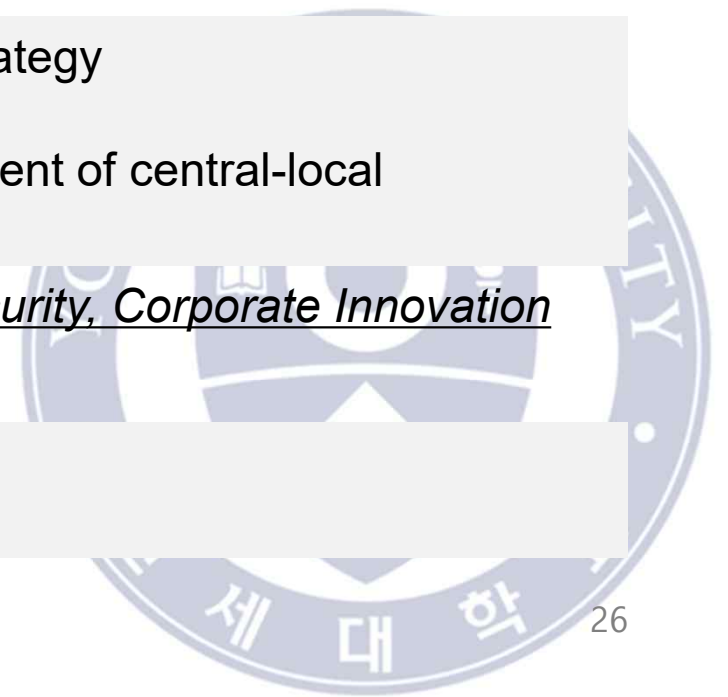 ategy
ent of central-local
urity, Corporate Innovation
26
세 대 학